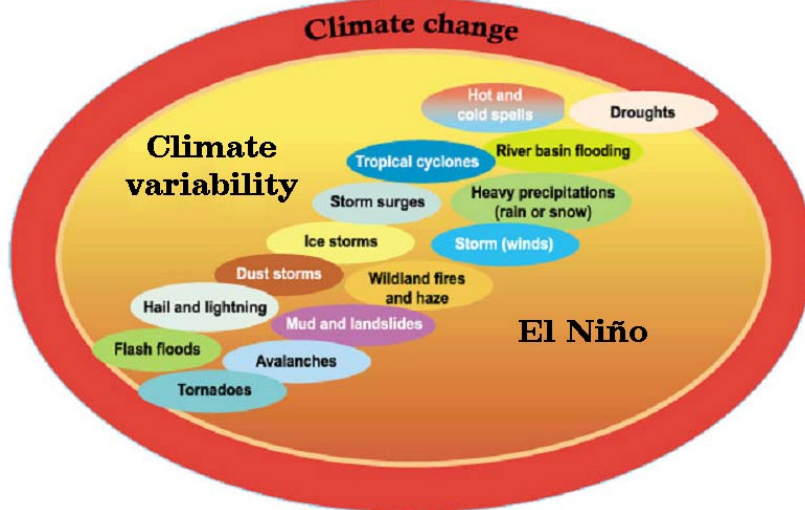 Climate change
Hot and
cold spells
Droughts
Climate
variability
Tropical cyclones
River basin flooding
Storm surges
Heavy precipitations
(rain or snow)
Ice storms
Storm (winds)
Dust storms
Wildland fires
and haze
Hail and lightning
Mud and landslides
El Niño
Flash floods
Avalanches
Tornadoes